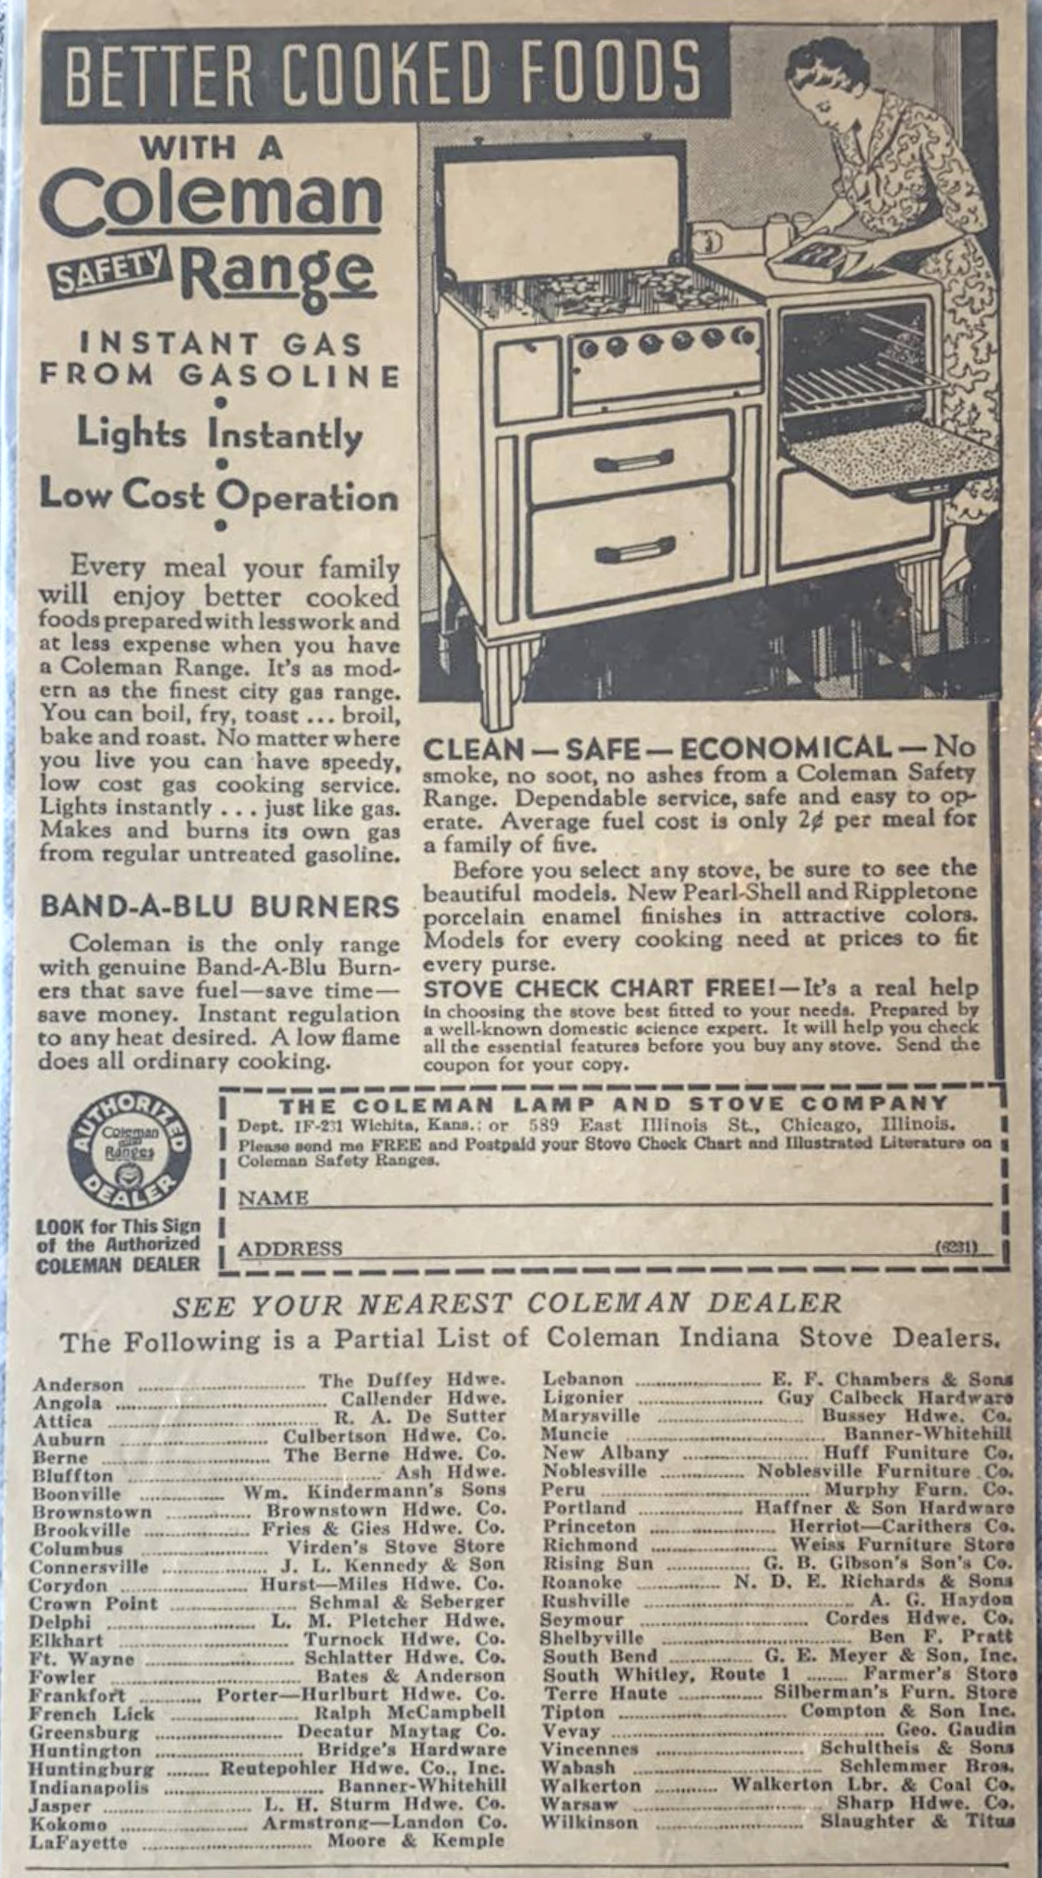 BETTER COOKED FOODS
WITH A
Coleman
SAFETY Range
INSTANT GAS
FROM GASOLINE
Lights Instantly
Low Cost Operation
Every meal your family
will enjoy better cooked
foods prepared with less work and
at less expense when you have
a Coleman Range. It's as mod-
ern as the finest city gas range.
You can boil, fry, toast ... broil,
bake and roast. No matter where
you live you can have speedy,
low cost gas cooking service.
Lights instantly ... just like gas.
Makes and burns its own gas
from regular untreated gasoline.
BAND-A-BLU BURNERS
Coleman is the only range
with genuine Band-A-Blu Burn-
ers that save fuel—save time—
save money. Instant regulation
to any heat desired. A low flame
does all ordinary cooking.
CLEAN — SAFE — ECONOMICAL — No
smoke, no soot, no ashes from a Coleman Safety
Range. Dependable service, safe and easy to op-
erate. Average fuel cost is only 2¢ per meal for
a family of five.
Before you select any stove, be sure to see the
beautiful models. New Pearl-Shell and Rippletone
porcelain enamel finishes in attractive colors.
Models for every cooking need at prices to fit
every purse.
STOVE CHECK CHART FREE!—It's a real help
in choosing the stove best fitted to your needs. Prepared by
a well-known domestic science expert. It will help you check
all the essential features before you buy any stove. Send the
coupon for your copy.
AUTHORIZED
Coleman
Ranges
DEALER
LOOK for This Sign
of the Authorized
COLEMAN DEALER
THE COLEMAN LAMP AND STOVE COMPANY
Dept. IF-231 Wichita, Kans.; or 589 East Illinois St., Chicago, Illinois.
Please send me FREE and Postpaid your Stove Check Chart and Illustrated Literature on
Coleman Safety Ranges.
NAME
ADDRESS (6231)
SEE YOUR NEAREST COLEMAN DEALER
The Following is a Partial List of Coleman Indiana Stove Dealers.
Anderson .......... The Duffey Hdwe.
Angola .......... Callender Hdwe.
Attica .......... R. A. De Sutter
Auburn .......... Culbertson Hdwe. Co.
Berne .......... The Berne Hdwe. Co.
Bluffton .......... Ash Hdwe.
Boonville .......... Wm. Kindermann's Sons
Brownstown .......... Brownstown Hdwe. Co.
Brookville .......... Fries & Gies Hdwe. Co.
Columbus .......... Virden's Stove Store
Connersville .......... J. L. Kennedy & Son
Corydon .......... Hurst—Miles Hdwe. Co.
Crown Point .......... Schmal & Seberger
Delphi .......... L. M. Pletcher Hdwe.
Elkhart .......... Turnock Hdwe. Co.
Ft. Wayne .......... Schlatter Hdwe. Co.
Fowler .......... Bates & Anderson
Frankfort .......... Porter—Hurlburt Hdwe. Co.
French Lick .......... Ralph McCampbell
Greensburg .......... Decatur Maytag Co.
Huntington .......... Bridge's Hardware
Huntingburg .......... Reutepohler Hdwe. Co., Inc.
Indianapolis .......... Banner-Whitehill
Jasper .......... L. H. Sturm Hdwe. Co.
Kokomo .......... Armstrong—Landon Co.
LaFayette .......... Moore & Kemple
Lebanon .......... E. F. Chambers & Sons
Ligonier .......... Guy Calbeck Hardware
Marysville .......... Bussey Hdwe. Co.
Muncie .......... Banner-Whitehill
New Albany .......... Huff Funiture Co.
Noblesville .......... Noblesville Furniture Co.
Peru .......... Murphy Furn. Co.
Portland .......... Haffner & Son Hardware
Princeton .......... Herriot—Carithers Co.
Richmond .......... Weiss Furniture Store
Rising Sun .......... G. B. Gibson's Son's Co.
Roanoke .......... N. D. E. Richards & Sons
Rushville .......... A. G. Haydon
Seymour .......... Cordes Hdwe. Co.
Shelbyville .......... Ben F. Pratt
South Bend .......... G. E. Meyer & Son, Inc.
South Whitley, Route 1 .......... Farmer's Store
Terre Haute .......... Silberman's Furn. Store
Tipton .......... Compton & Son Inc.
Vevay .......... Geo. Gaudin
Vincennes .......... Schultheis & Sons
Wabash .......... Schlemmer Bros.
Walkerton .......... Walkerton Lbr. & Coal Co.
Warsaw .......... Sharp Hdwe. Co.
Wilkinson .......... Slaughter & Titus